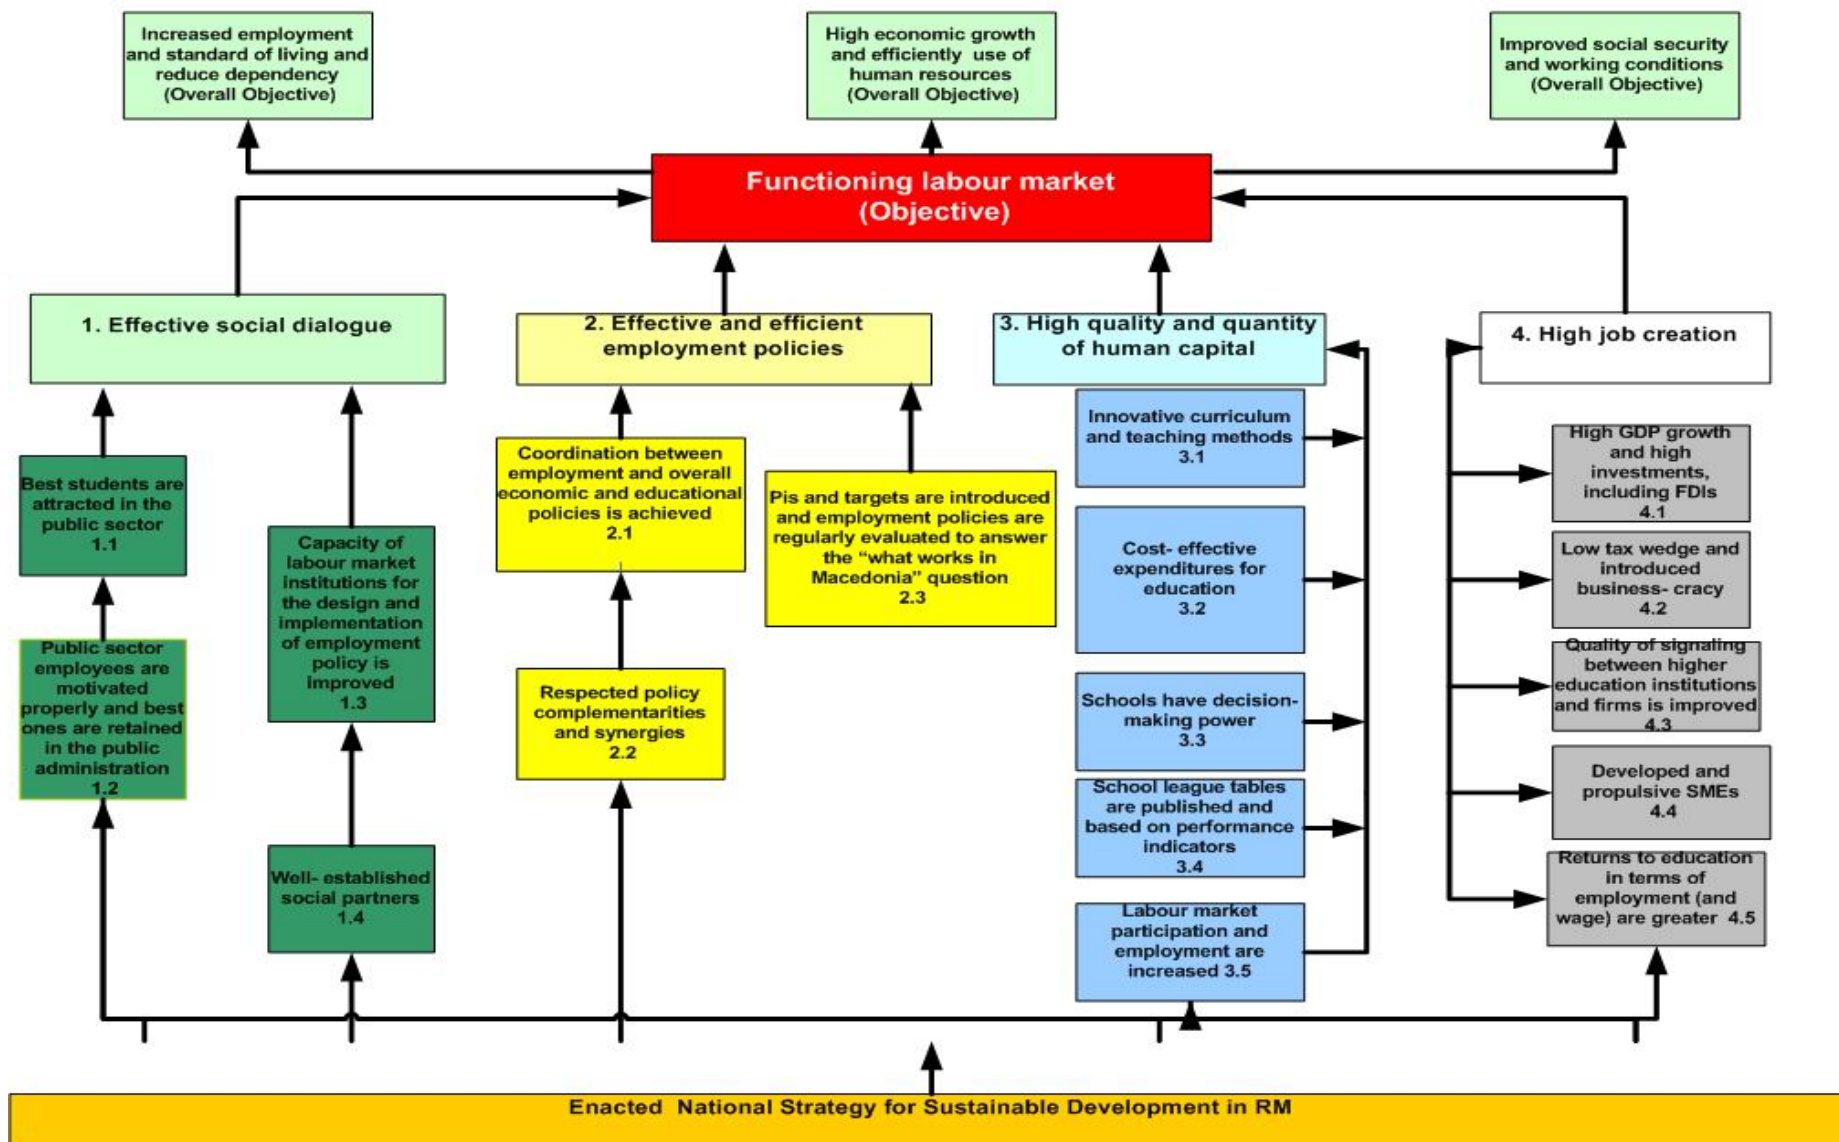 Increased employment
and standard of living and
reduce dependency
(Overall Objective)
High economic growth
and efficiently use of
human resources
(Overall Objective)
Improved social security
and working conditions
(Overall Objective)
Functioning labour market
(Objective)
1. Effective social dialogue
2. Effective and efficient
employment policies
3. High quality and quantity
of human capital
4. High job creation
Best students are
attracted in the
public sector
1.1
Public sector
employees are
motivated
properly and best
ones are retained
in the public
administration
1.2
Capacity of
labour market
institutions for
the design and
implementation
of employment
policy is
improved
1.3
Well- established
social partners
1.4
Coordination between
employment and overall
economic and educational
policies is achieved
2.1
Respected policy
complementarities
and synergies
2.2
Pis and targets are introduced
and employment policies are
regularly evaluated to answer
the “what works in
Macedonia” question
2.3
Innovative curriculum
and teaching methods
3.1
Cost- effective
expenditures for
education
3.2
Schools have decision-
making power
3.3
School league tables
are published and
based on performance
indicators
3.4
Labour market
participation and
employment are
increased 3.5
High GDP growth
and high
investments,
including FDIs
4.1
Low tax wedge and
introduced
business- cracy
4.2
Quality of signaling
between higher
education institutions
and firms is improved
4.3
Developed and
propulsive SMEs
4.4
Returns to education
in terms of
employment (and
wage) are greater 4.5
Enacted National Strategy for Sustainable Development in RM